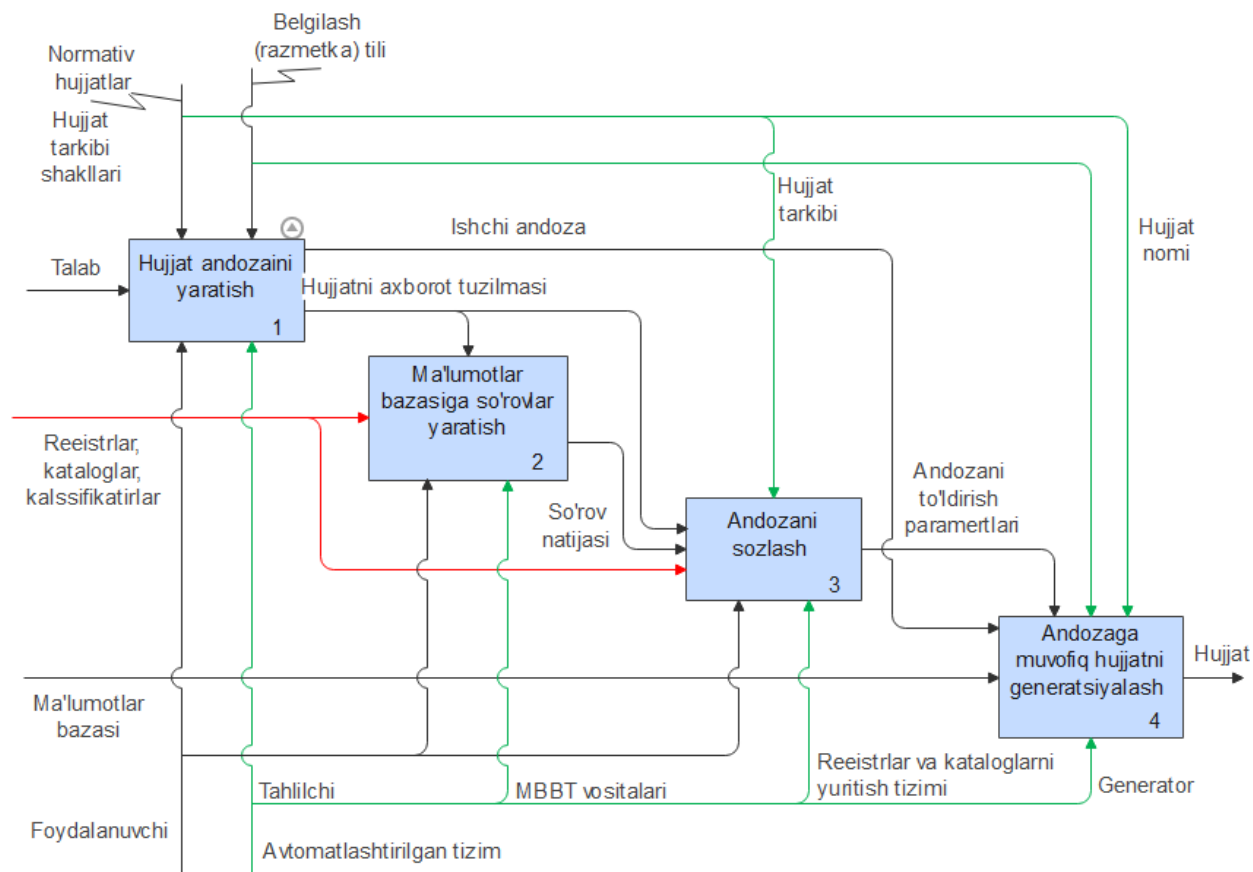 Belgilash
(razmetka) tili
Normativ
hujjatlar
Hujjat
tarkibi
shakllari
Hujjat
tarkibi
Hujjat
nomi
Ishchi andoza
Talab
Hujjat andozaini
yaratish
1
Hujjatni axborot tuzilmasi
Ma'lumotlar
bazasiga so'rovlar
yaratish
2
Reeistrlar,
kataloglar,
kalssifikatirlar
So'rov
natijasi
Andozani
sozlash
3
Andozani
to'ldirish
paramertlari
Andozaga
muvofiq hujjatni
generatsiyalash
4
Hujjat
Ma'lumotlar
bazasi
Tahlilchi
MBBT vositalari
Reeistrlar va kataloglarni
yuritish tizimi
Generator
Foydalanuvchi
Avtomatlashtirilgan tizim